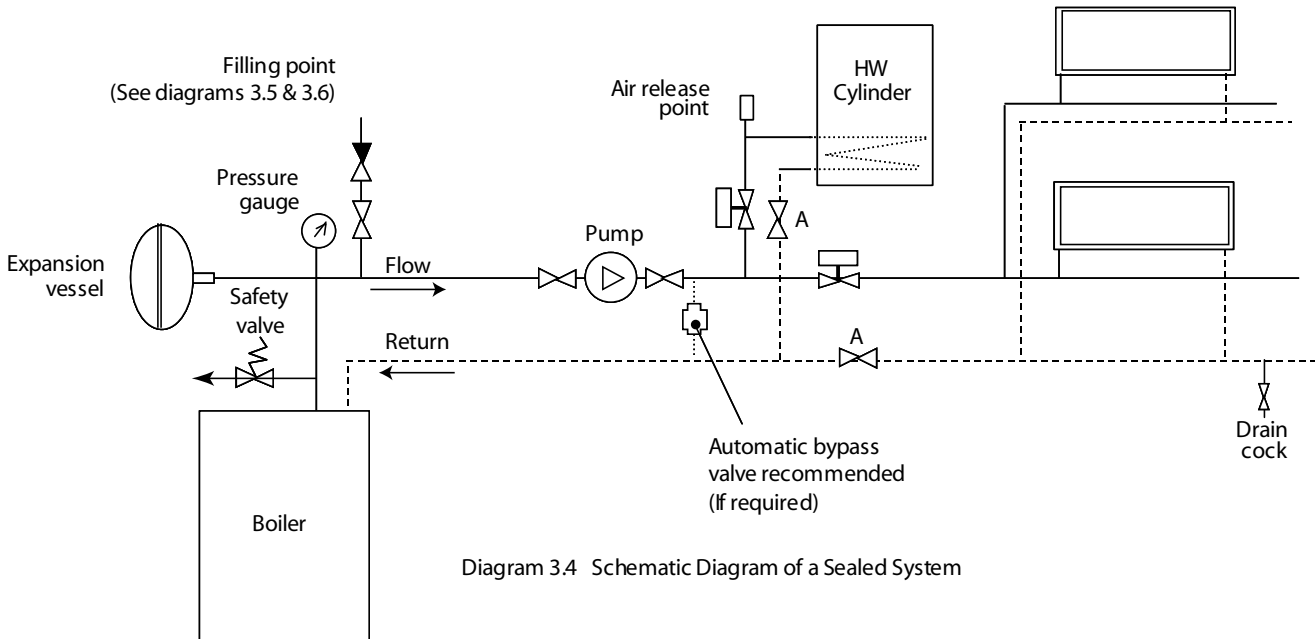 Filling point
(See diagrams 3.5 & 3.6)
Air release
point
HW
Cylinder
Pressure
gauge
A
Pump
Expansion
vessel
Flow
Safety
valve
Return
A
Drain
cock
Automatic bypass
valve recommended
(If required)
Boiler
Diagram 3.4 Schematic Diagram of a Sealed System